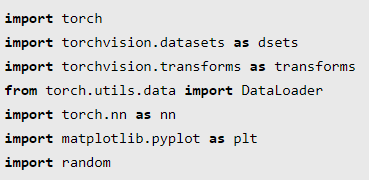 import torch
import torchvision.datasets as dsets
import torchvision.transforms as transforms
from torch.utils.data import DataLoader
import torch.nn as nn
import matplotlib.pyplot as plt
import random